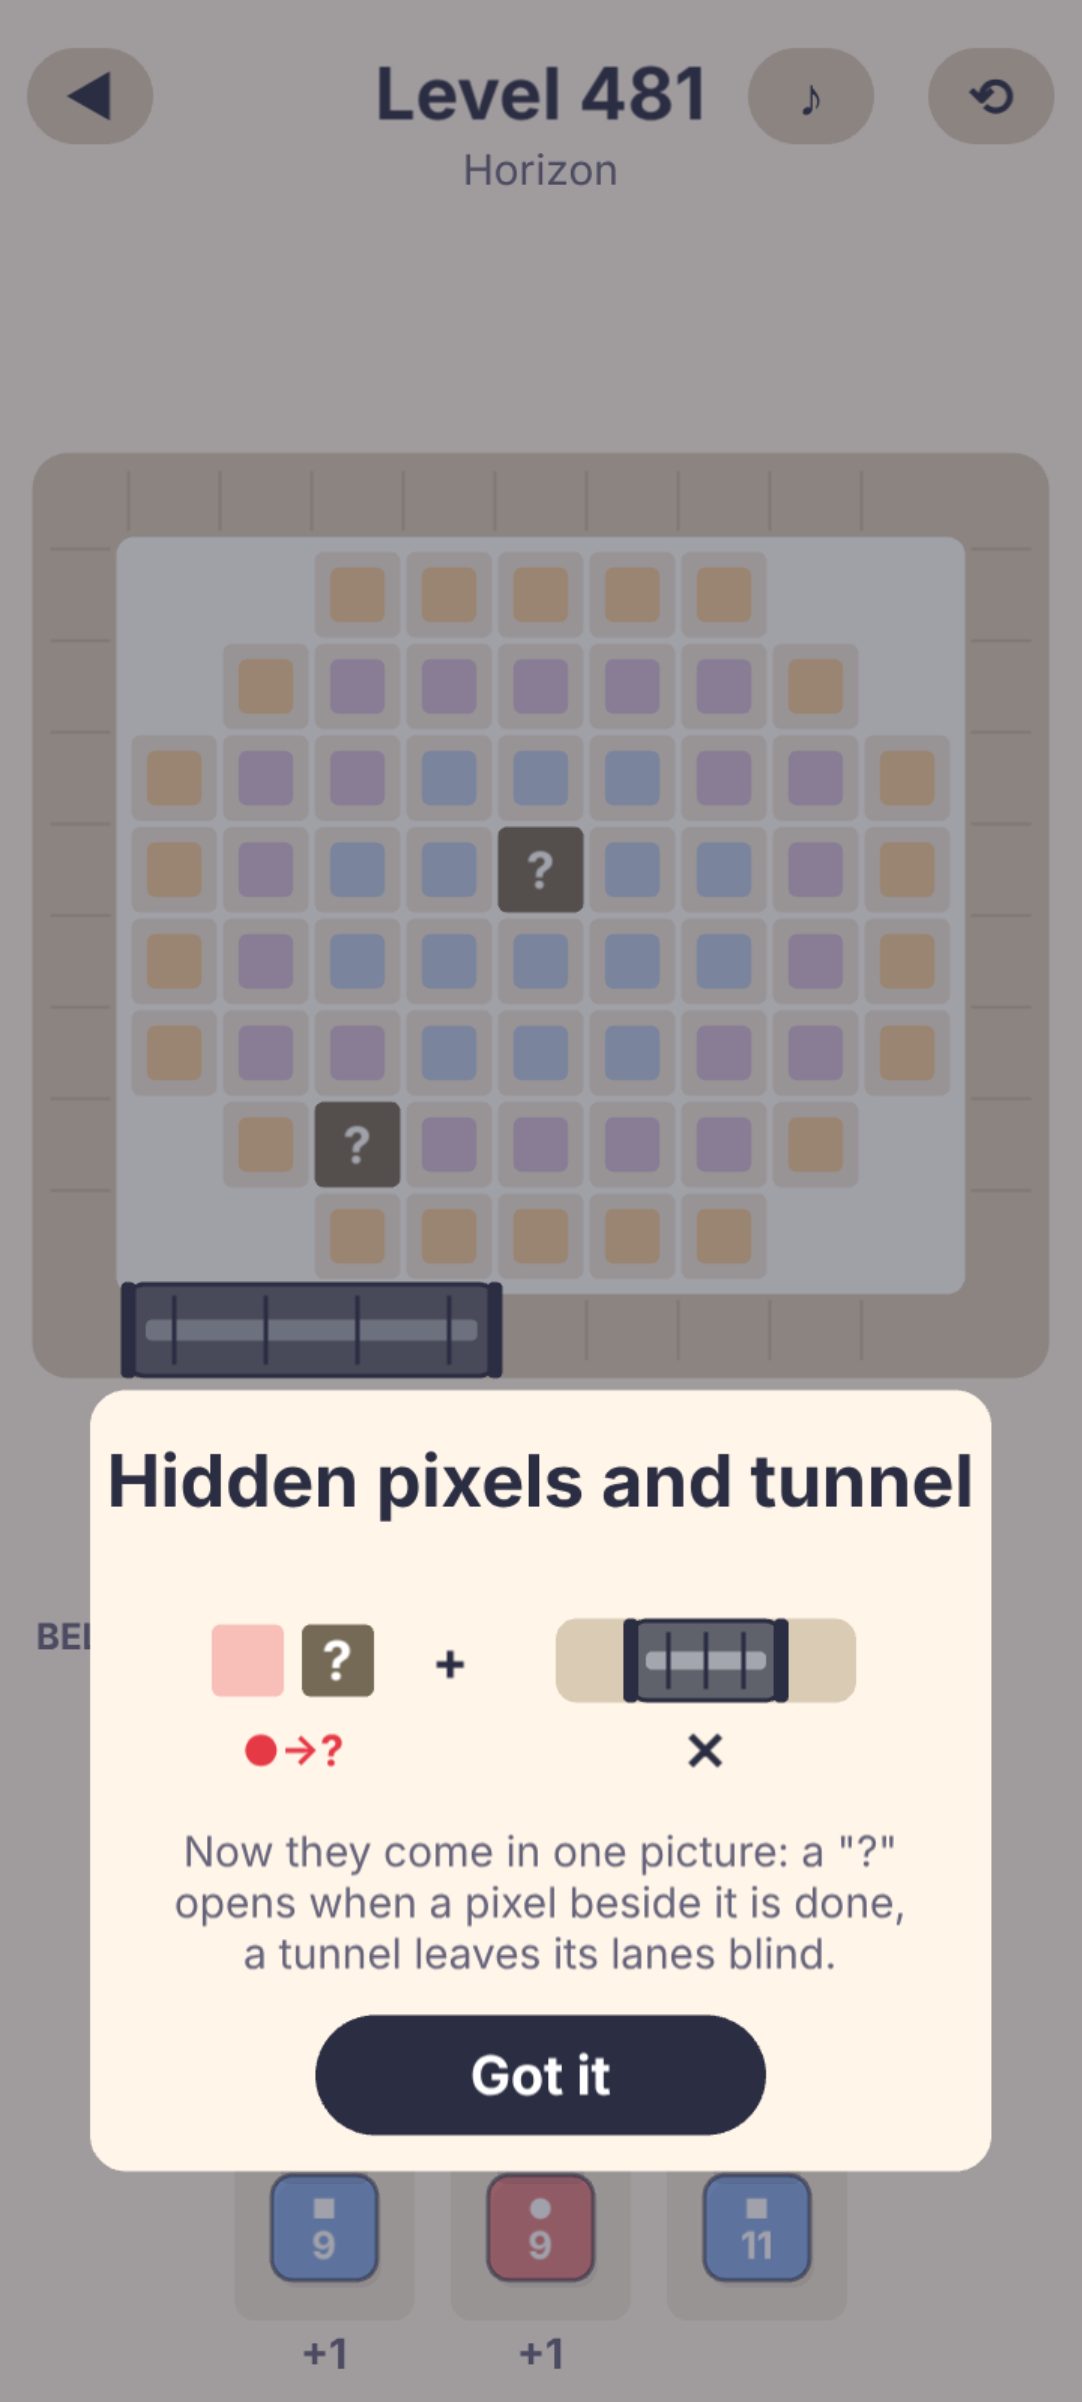 Level 481
Horizon
?
?
BEL
Hidden pixels and tunnel
?
+
→?
×
Now they come in one picture: a "?"
opens when a pixel beside it is done,
a tunnel leaves its lanes blind.
Got it
9
9
11
+1
+1